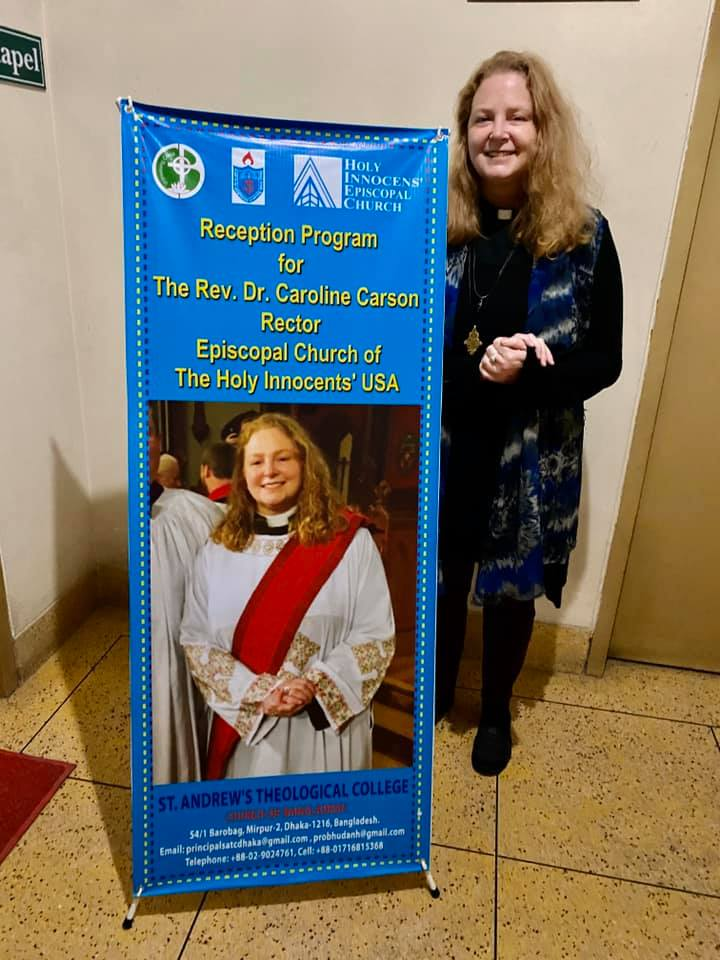 apel
HOLY
INNOCENS'
EPISCOPAL
CHURCH
Reception Program
for
The Rev. Dr. Caroline Carson
Rector
Episcopal Church of
The Holy Innocents' USA
ST. ANDREW'S THEOLOGICAL COLLEGE
CHURCH OF BANGLADESH
54/1 Barobag, Mirpur-2, Dhaka-1216, Bangladesh.
Email: principalsatcdhaka@gmail.com , probhudanh@gmail.com
Telephone: +88-02-9024761, Cell: +88-01716815368